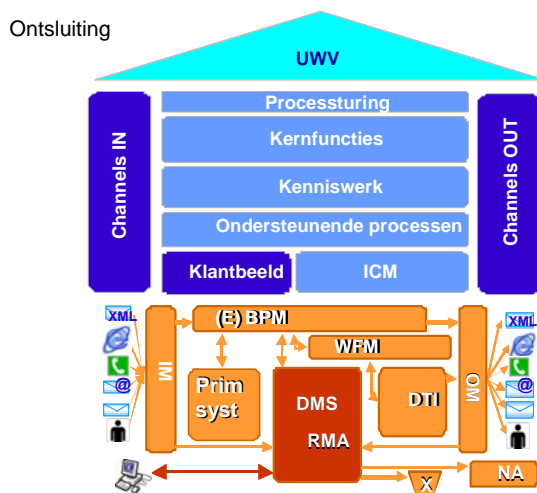 Ontsluiting
UWV
Channels IN
Processturing
Kernfuncties
Kenniswerk
Ondersteunende processen
Klantbeeld
ICM
Channels OUT
XML
@
IM
(E) BPM
WFM
Prim
syst
DMS
RMA
DTI
OM
XML
@
X
NA